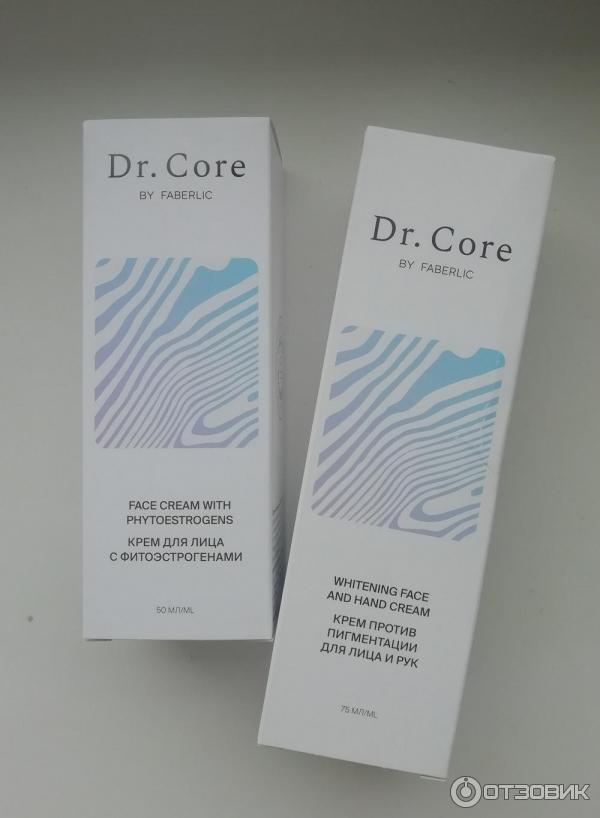 Dr. Core
BY FABERLIC
FACE CREAM WITH
PHYTOESTROGENS
КРЕМ ДЛЯ ЛИЦА
С ФИТОЭСТРОГЕНАМИ
50 МЛ/ML
Dr. Core
BY FABERLIC
WHITENING FACE
AND HAND CREAM
КРЕМ ПРОТИВ
ПИГМЕНТАЦИИ
ДЛЯ ЛИЦА И РУК
75 МЛ/ML
ОТЗОВИК